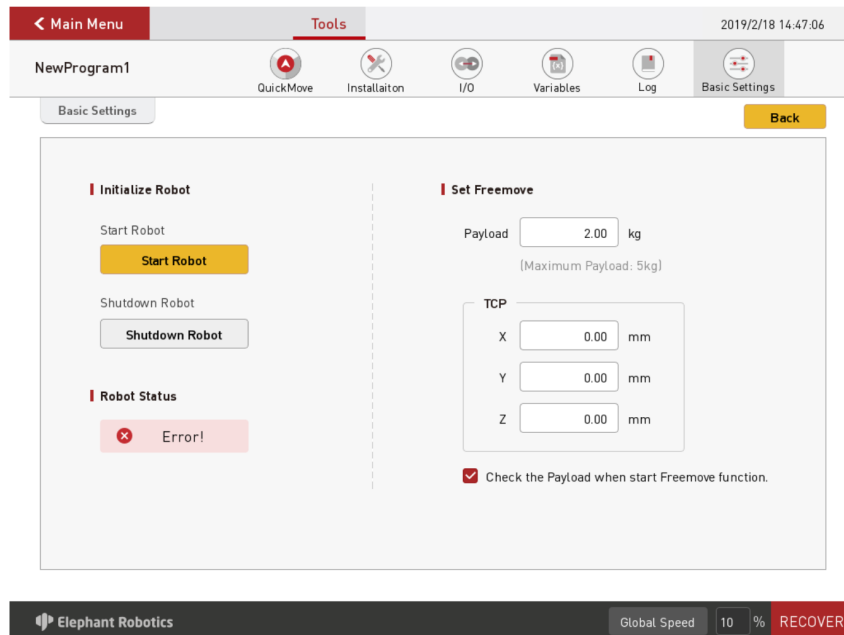 Main Menu
Tools
2019/2/18 14:47:06
NewProgram1
QuickMove
Installaiton
I/O
Variables
Log
Basic Settings
Basic Settings
Back
Initialize Robot
Start Robot
Start Robot
Shutdown Robot
Shutdown Robot
Robot Status
Error!
Set Freemove
Payload 2.00 kg
(Maximum Payload: 5kg)
TCP
X 0.00 mm
Y 0.00 mm
Z 0.00 mm
Check the Payload when start Freemove function.
Elephant Robotics
Global Speed 10 %
RECOVER